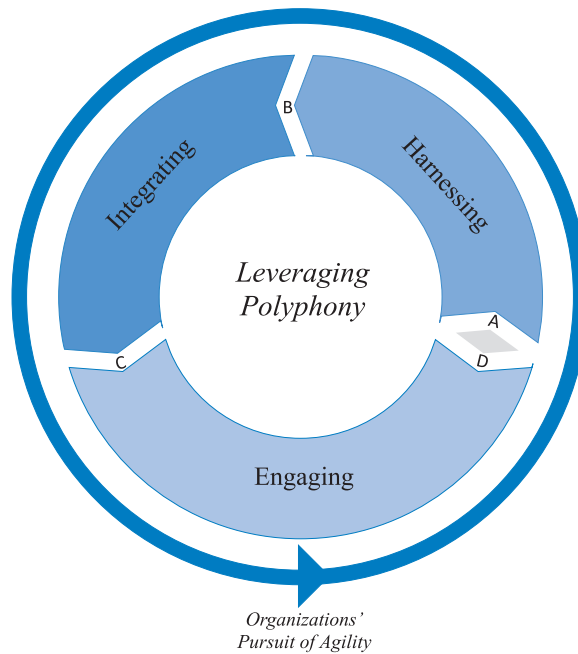 B
Integrating
Harnessing
Leveraging
Polyphony
A
C
D
Engaging
Organizations’
Pursuit of Agility